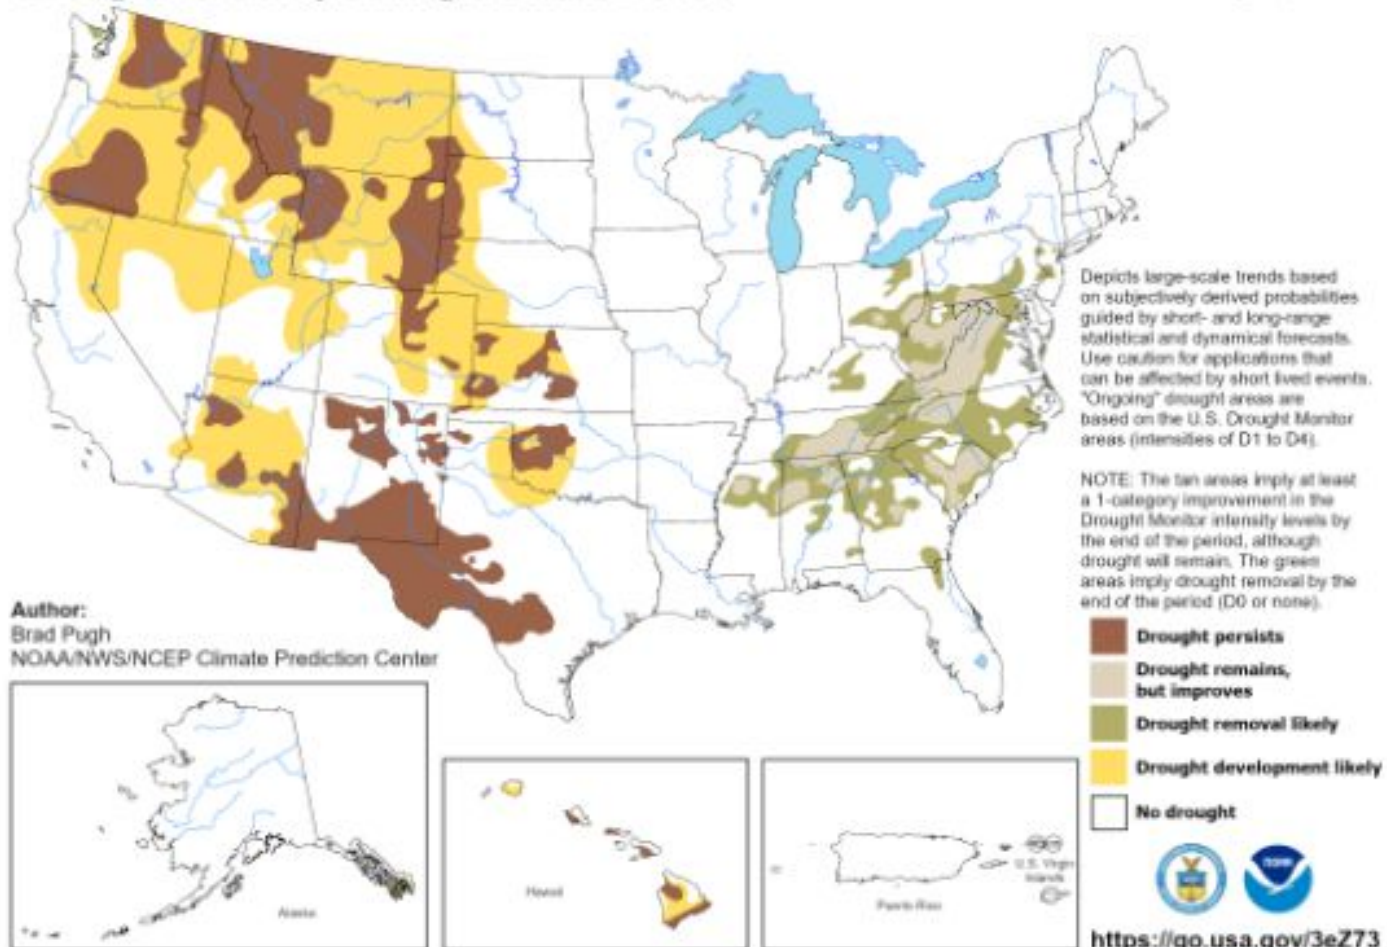 Depicts large-scale trends based
on subjectively derived probabilities
guided by short- and long-range
statistical and dynamical forecasts.
Use caution for applications that
can be affected by short lived events.
"Ongoing" drought areas are
based on the U.S. Drought Monitor
areas (intensities of D1 to D4).
NOTE: The tan areas imply at least
a 1-category improvement in the
Drought Monitor intensity levels by
the end of the period, although
drought will remain. The green
areas imply drought removal by the
end of the period (D0 or none).
Author:
Brad Pugh
NOAA/NWS/NCEP Climate Prediction Center
Drought persists
Drought remains,
but improves
Drought removal likely
Drought development likely
No drought
Alaska
Hawaii
Puerto Rico
U.S. Virgin
Islands
NOAA
https://go.usa.gov/3eZ73